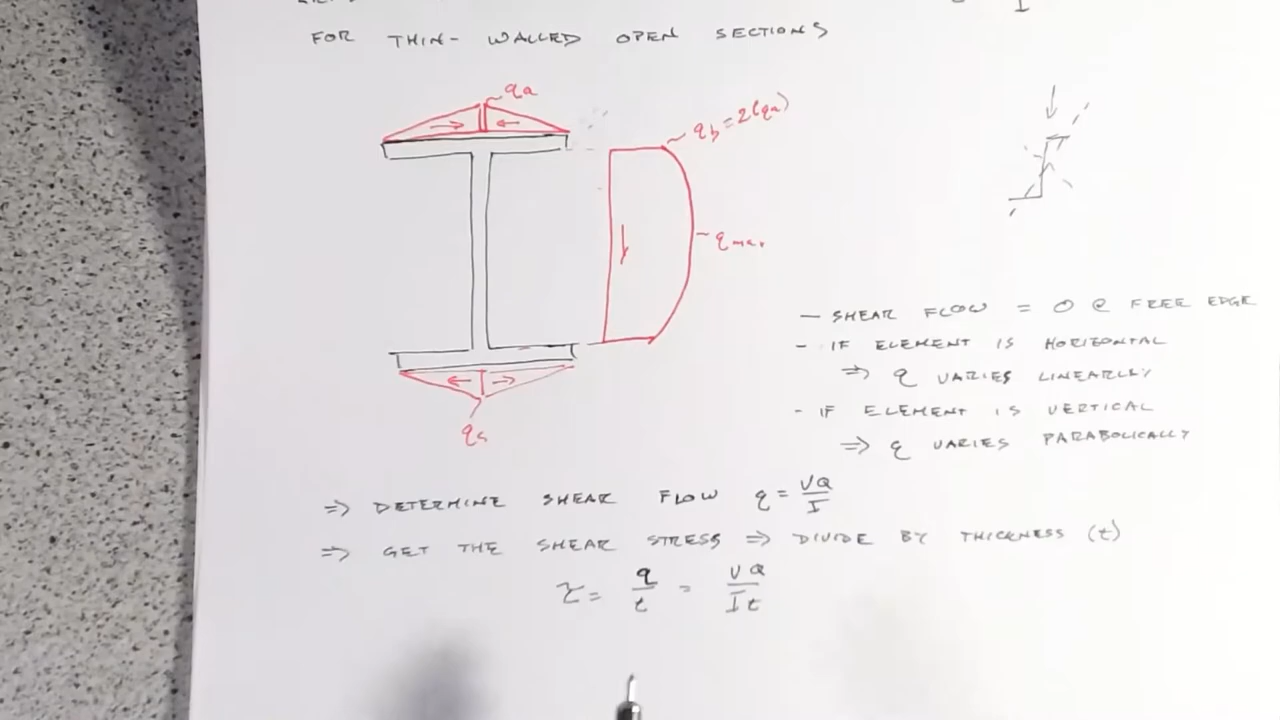 FOR THIN-WALLED OPEN SECTIONS
qa
qb = 2(qa)
qmax
qa
- SHEAR FLOW = 0 @ FREE EDGE
- IF ELEMENT IS HORIZONTAL
⇒ q VARIES LINEARLLY
- IF ELEMENT IS VERTICAL
⇒ q VARIES PARABOLICALLY
⇒ DETERMINE SHEAR FLOW q = VQ/I
⇒ GET THE SHEAR STRESS ⇒ DIVIDE BY THICKNESS (t)
τ = q/t = VQ/It